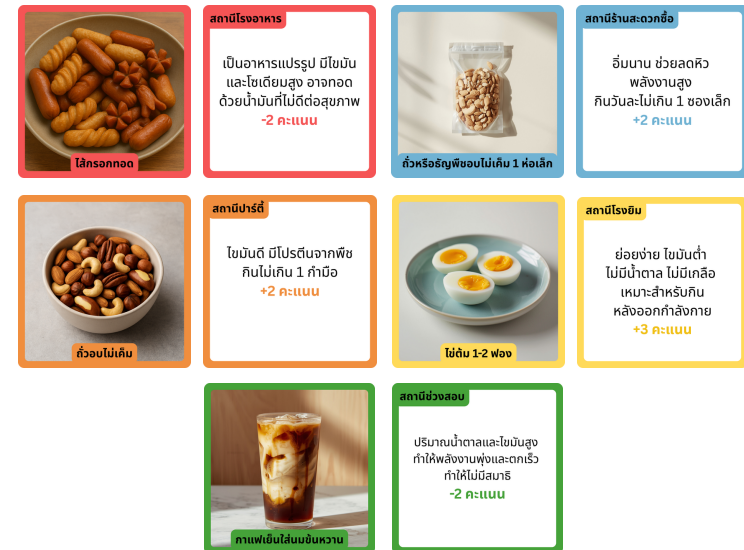 ไส้กรอกทอด
สถานีโรงอาหาร
เป็นอาหารแปรรูป มีไขมัน
และโซเดียมสูง อาจทอด
ด้วยน้ำมันที่ไม่ดีต่อสุขภาพ
-2 คะแนน
ถั่วหรือธัญพืชอบไม่เค็ม 1 ห่อเล็ก
สถานีร้านสะดวกซื้อ
อิ่มนาน ช่วยลดหิว
พลังงานสูง
กินวันละไม่เกิน 1 ซองเล็ก
+2 คะแนน
ถั่วอบไม่เค็ม
สถานีปาร์ตี้
ไขมันดี มีโปรตีนจากพืช
กินไม่เกิน 1 กำมือ
+2 คะแนน
ไข่ต้ม 1-2 ฟอง
สถานีโรงยิม
ย่อยง่าย ไขมันต่ำ
ไม่มีน้ำตาล ไม่มีเกลือ
เหมาะสำหรับกิน
หลังออกกำลังกาย
+3 คะแนน
กาแฟเย็นใส่นมข้นหวาน
สถานีช่วงสอบ
ปริมาณน้ำตาลและไขมันสูง
ทำให้พลังงานพุ่งและตกเร็ว
ทำให้ไม่มีสมาธิ
-2 คะแนน